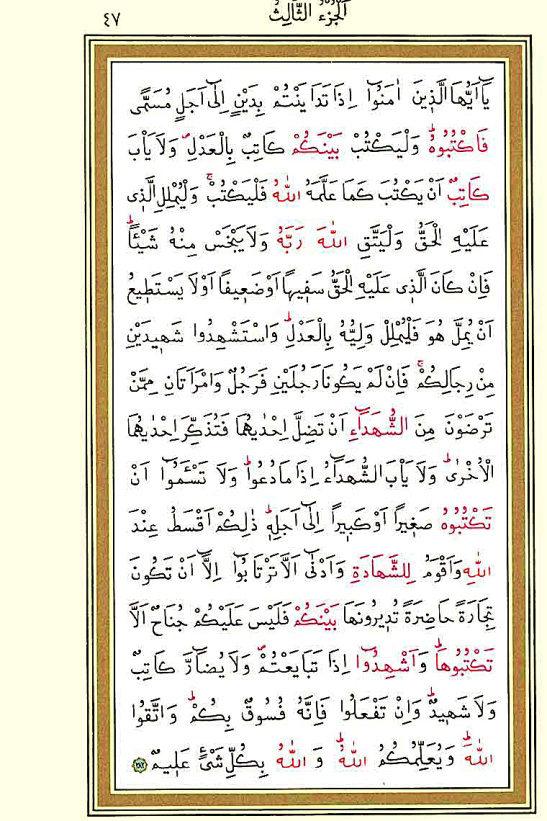 ٤٧ اَلْجُزْءُ الثَّالِثُ
يَٓا اَيُّهَا الَّذ۪ينَ اٰمَنُٓوا اِذَا تَدَايَنْتُمْ بِدَيْنٍ اِلٰٓى اَجَلٍ مُسَمًّى
فَاكْتُبُوهُۜ وَلْيَكْتُبْ بَيْنَكُمْ كَاتِبٌ بِالْعَدْلِۖ وَلَا يَأْبَ
كَاتِبٌ اَنْ يَكْتُبَ كَمَا عَلَّمَهُ اللّٰهُ فَلْيَكْتُبْۚ وَلْيُمْلِلِ الَّذ۪ي
عَلَيْهِ الْحَقُّ وَلْيَتَّقِ اللّٰهَ رَبَّهُ وَلَا يَبْخَسْ مِنْهُ شَيْـٔاًۜ
فَاِنْ كَانَ الَّذ۪ي عَلَيْهِ الْحَقُّ سَف۪يهاً اَوْ ضَع۪يفاً اَوْ لَا يَسْتَط۪يعُ
اَنْ يُمِلَّ هُوَ فَلْيُمْلِلْ وَلِيُّهُ بِالْعَدْلِۜ وَاسْتَشْهِدُوا شَه۪يدَيْنِ
مِنْ رِجَالِكُمْۚ فَاِنْ لَمْ يَكُونَا رَجُلَيْنِ فَرَجُلٌ وَامْرَاَتَانِ مِمَّنْ
تَرْضَوْنَ مِنَ الشُّهَدَٓاءِ اَنْ تَضِلَّ اِحْدٰيهُمَا فَتُذَكِّرَ اِحْدٰيهُمَا
الْاُخْرٰىۜ وَلَا يَأْبَ الشُّهَدَٓاءُ اِذَا مَا دُعُواۜ وَلَا تَسْـَٔمُٓوا اَنْ
تَكْتُبُوهُ صَغ۪يراً اَوْ كَب۪يراً اِلٰٓى اَجَلِه۪ۜ ذٰلِكُمْ اَقْسَطُ عِنْدَ
اللّٰهِ وَاَقْوَمُ لِلشَّهَادَةِ وَاَدْنٰٓى اَلَّا تَرْتَابُٓوا اِلَّٓا اَنْ تَكُونَ
تِجَارَةً حَاضِرَةً تُد۪يرُونَهَا بَيْنَكُمْ فَلَيْسَ عَلَيْكُمْ جُنَاحٌ اَلَّا
تَكْتُبُوهَاۜ وَاَشْهِدُٓوا اِذَا تَبَايَعْتُمْۖ وَلَا يُضَٓارَّ كَاتِبٌ
وَلَا شَه۪يدٌۜ وَاِنْ تَفْعَلُوا فَاِنَّهُ فُسُوقٌ بِكُمْۜ وَاتَّقُوا
اللّٰهَۜ وَيُعَلِّمُكُمُ اللّٰهُۜ وَاللّٰهُ بِكُلِّ شَيْءٍ عَل۪يمٌ ﴿٢٨٢﴾